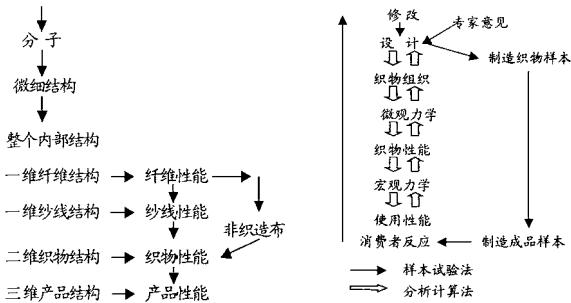 分子
微细结构
整个内部结构
一维纤维结构 纤维性能
一维纱线结构 纱线性能
非织造布
二维织物结构 织物性能
三维产品结构 产品性能
修改
专家意见
设计
制造织物样本
织物组织
微观力学
织物性能
宏观力学
使用性能
消费者反应 制造成品样本
样本试验法
分析计算法